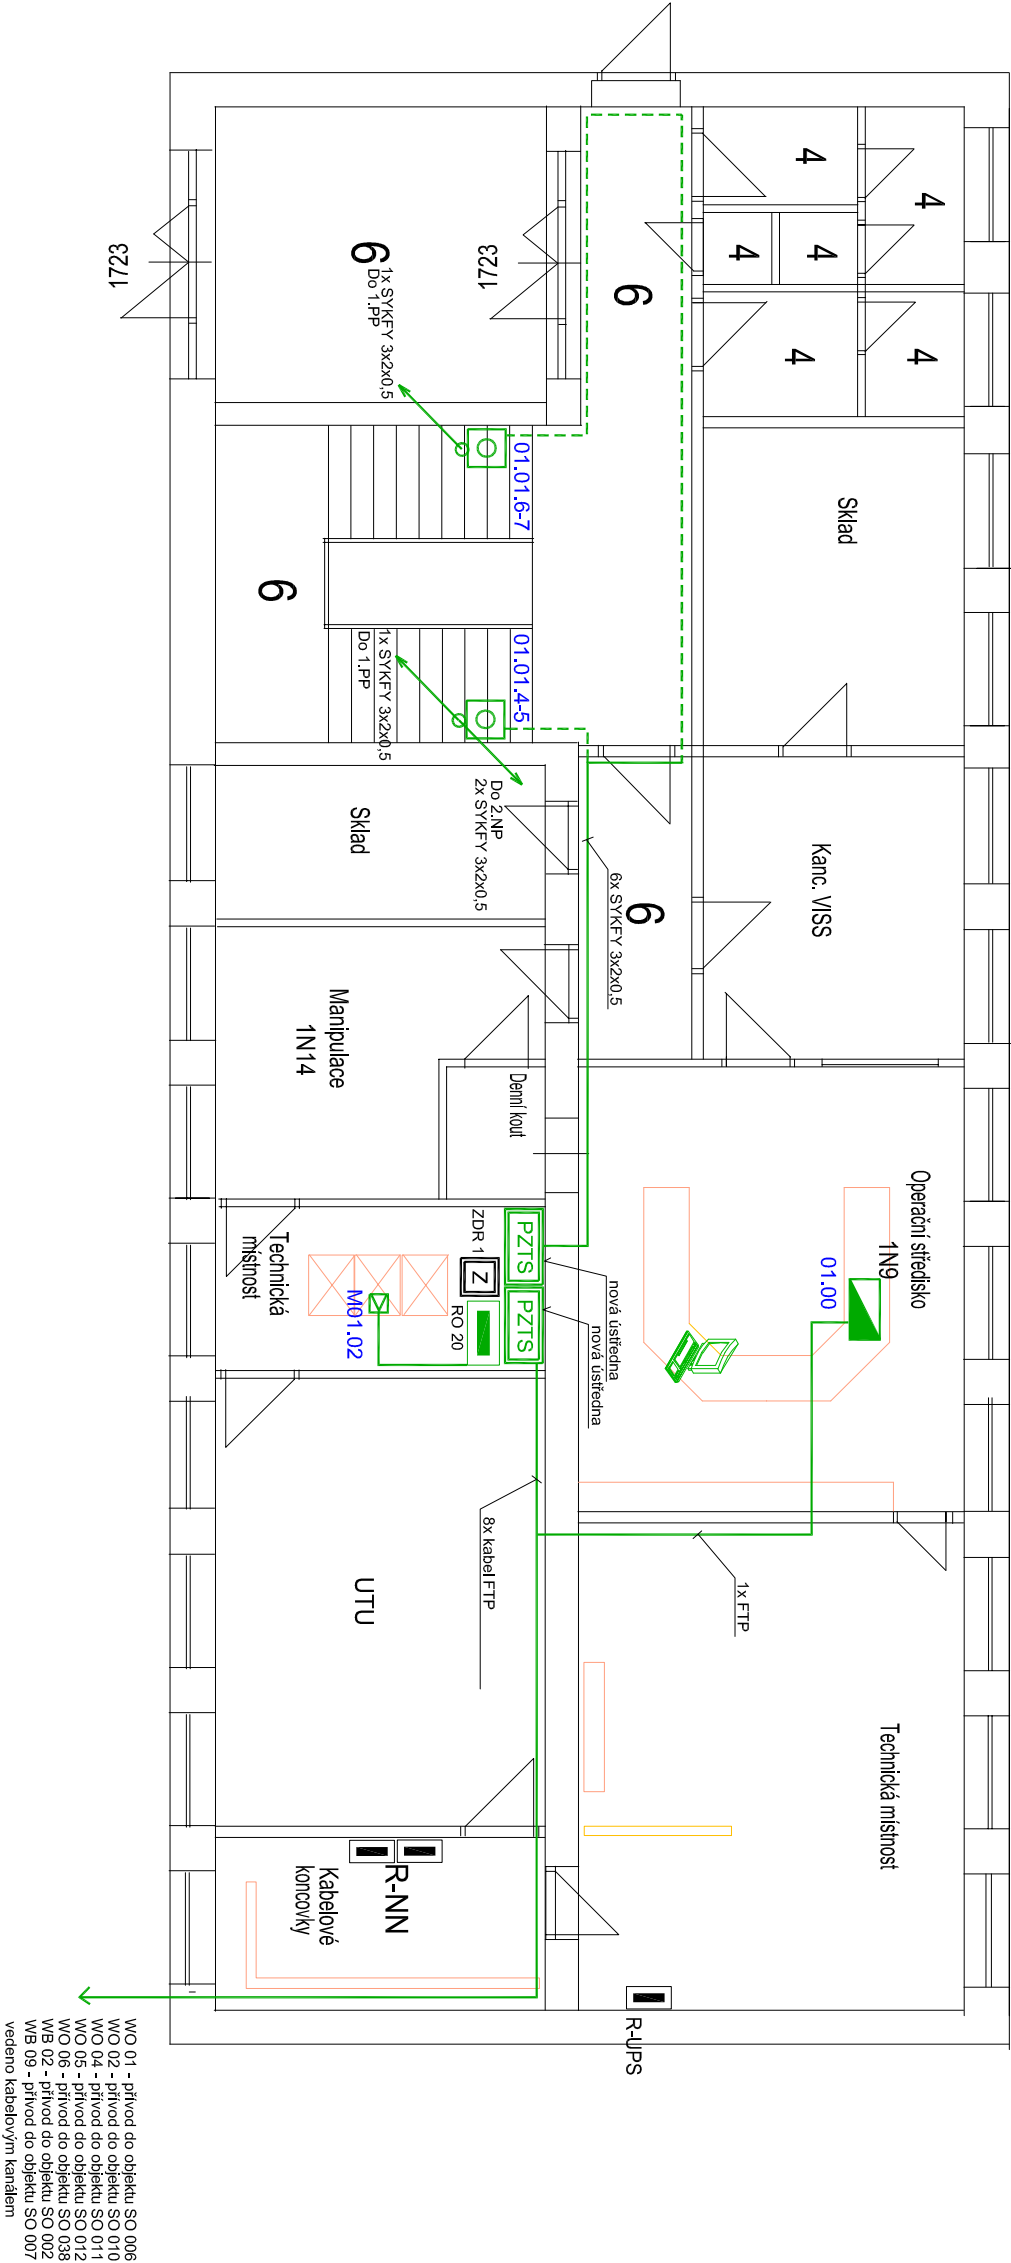 4
4
4
4
4
4
6
6
6
6
6
1723
1723
1x SYKFY 3x2x0,5
Do 1.PP
01.01.6-7
Sklad
01.01.4-5
1x SYKFY 3x2x0,5
Do 1.PP
Do 2.NP
2x SYKFY 3x2x0,5
Sklad
Kanc. VISS
6x SYKFY 3x2x0,5
Manipulace
1N14
Denní kout
Operační středisko
1N9
01.00
Technická
místnost
ZDR 1
Z
PZTS
PZTS
nová ústředna
nová ústředna
M01.02
RO 20
8x kabel FTP
1x FTP
UTU
Technická místnost
R-NN
Kabelové
koncovky
R-UPS
WO 01 - přívod do objektu SO 006
WO 02 - přívod do objektu SO 010
WO 04 - přívod do objektu SO 011
WO 05 - přívod do objektu SO 012
WO 06 - přívod do objektu SO 038
WB 02 - přívod do objektu SO 002
WB 09 - přívod do objektu SO 007
vedeno kabelovým kanálem